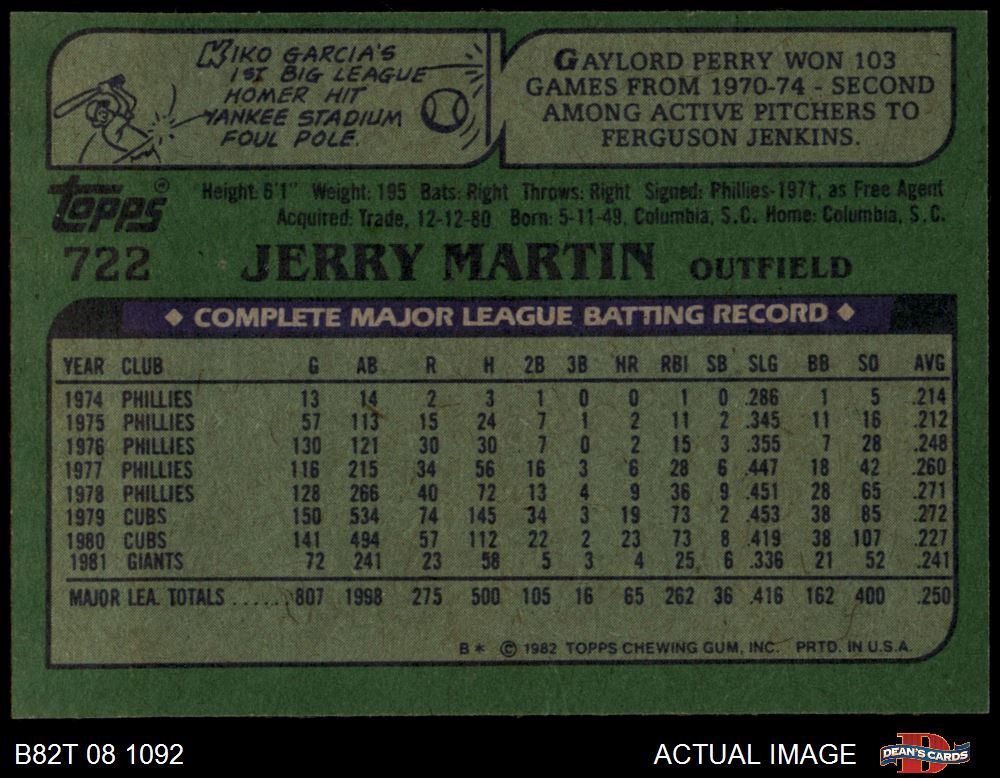 KIKO GARCIA'S
1ST BIG LEAGUE
HOMER HIT
YANKEE STADIUM
FOUL POLE.
GAYLORD PERRY WON 103
GAMES FROM 1970-74 - SECOND
AMONG ACTIVE PITCHERS TO
FERGUSON JENKINS.
Topps®
Height: 6'1" Weight: 195 Bats: Right Throws: Right Signed: Phillies-1971, as Free Agent
Acquired: Trade, 12-12-80 Born: 5-11-49, Columbia, S.C. Home: Columbia, S.C.
722 JERRY MARTIN OUTFIELD
◆ COMPLETE MAJOR LEAGUE BATTING RECORD ◆
YEAR CLUB G AB R H 2B 3B HR RBI SB SLG BB SO AVG
1974 PHILLIES 13 14 2 3 1 0 0 1 0 .286 1 5 .214
1975 PHILLIES 57 113 15 24 7 1 2 11 2 .345 11 16 .212
1976 PHILLIES 130 121 30 30 7 0 2 15 3 .355 7 28 .248
1977 PHILLIES 116 215 34 56 16 3 6 28 6 .447 18 42 .260
1978 PHILLIES 128 266 40 72 13 4 9 36 9 .451 28 65 .271
1979 CUBS 150 534 74 145 34 3 19 73 2 .453 38 85 .272
1980 CUBS 141 494 57 112 22 2 23 73 8 .419 38 107 .227
1981 GIANTS 72 241 23 58 5 3 4 25 6 .336 21 52 .241
MAJOR LEA. TOTALS ...... 807 1998 275 500 105 16 65 262 36 .416 162 400 .250
B* © 1982 TOPPS CHEWING GUM, INC. PRTD. IN U.S.A.
B82T 08 1092 ACTUAL IMAGE DEAN'S CARDS